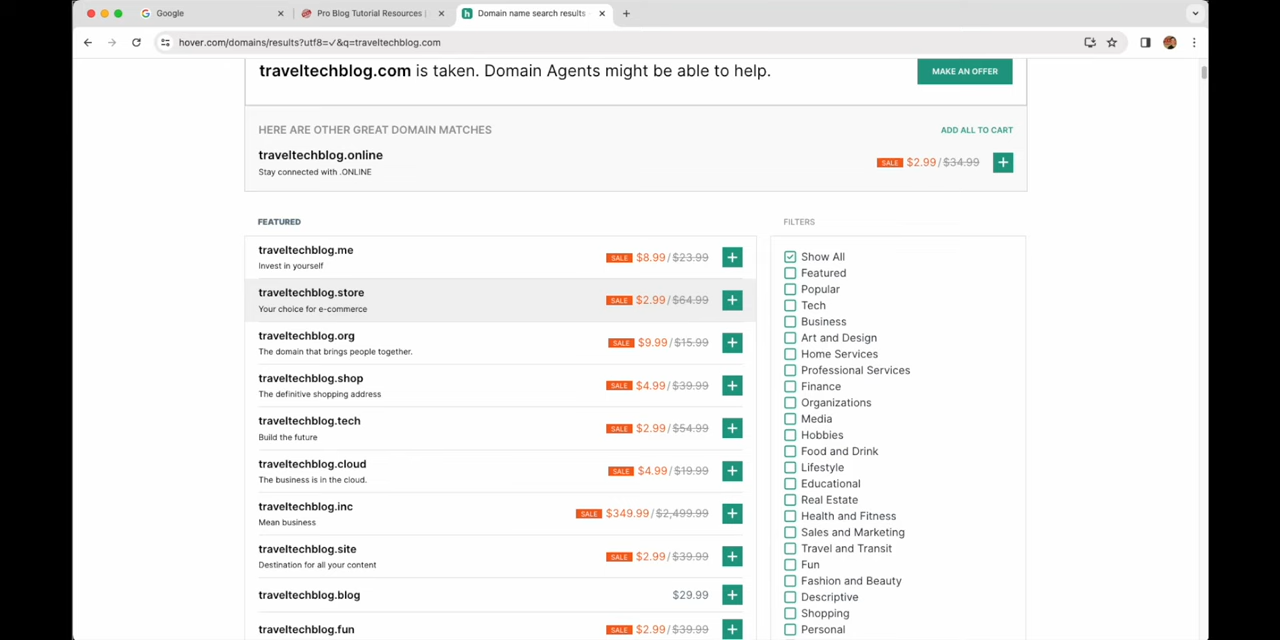 Google
Pro Blog Tutorial Resources |
Domain name search results
hover.com/domains/results?utf8=✓&q=traveltechblog.com
traveltechblog.com is taken. Domain Agents might be able to help.
MAKE AN OFFER
HERE ARE OTHER GREAT DOMAIN MATCHES
ADD ALL TO CART
traveltechblog.online
SALE $2.99/$34.99
Stay connected with .ONLINE
FEATURED
traveltechblog.me
SALE $8.99/$23.99
Invest in yourself
traveltechblog.store
SALE $2.99/$64.99
Your choice for e-commerce
traveltechblog.org
SALE $9.99/$15.99
The domain that brings people together.
traveltechblog.shop
SALE $4.99/$39.99
The definitive shopping address
traveltechblog.tech
SALE $2.99/$54.99
Build the future
traveltechblog.cloud
SALE $4.99/$19.99
The business is in the cloud.
traveltechblog.inc
SALE $349.99/$2,499.99
Mean business
traveltechblog.site
SALE $2.99/$39.99
Destination for all your content
traveltechblog.blog
$29.99
traveltechblog.fun
SALE $2.99/$39.99
FILTERS
Show All
Featured
Popular
Tech
Business
Art and Design
Home Services
Professional Services
Finance
Organizations
Media
Hobbies
Food and Drink
Lifestyle
Educational
Real Estate
Health and Fitness
Sales and Marketing
Travel and Transit
Fun
Fashion and Beauty
Descriptive
Shopping
Personal